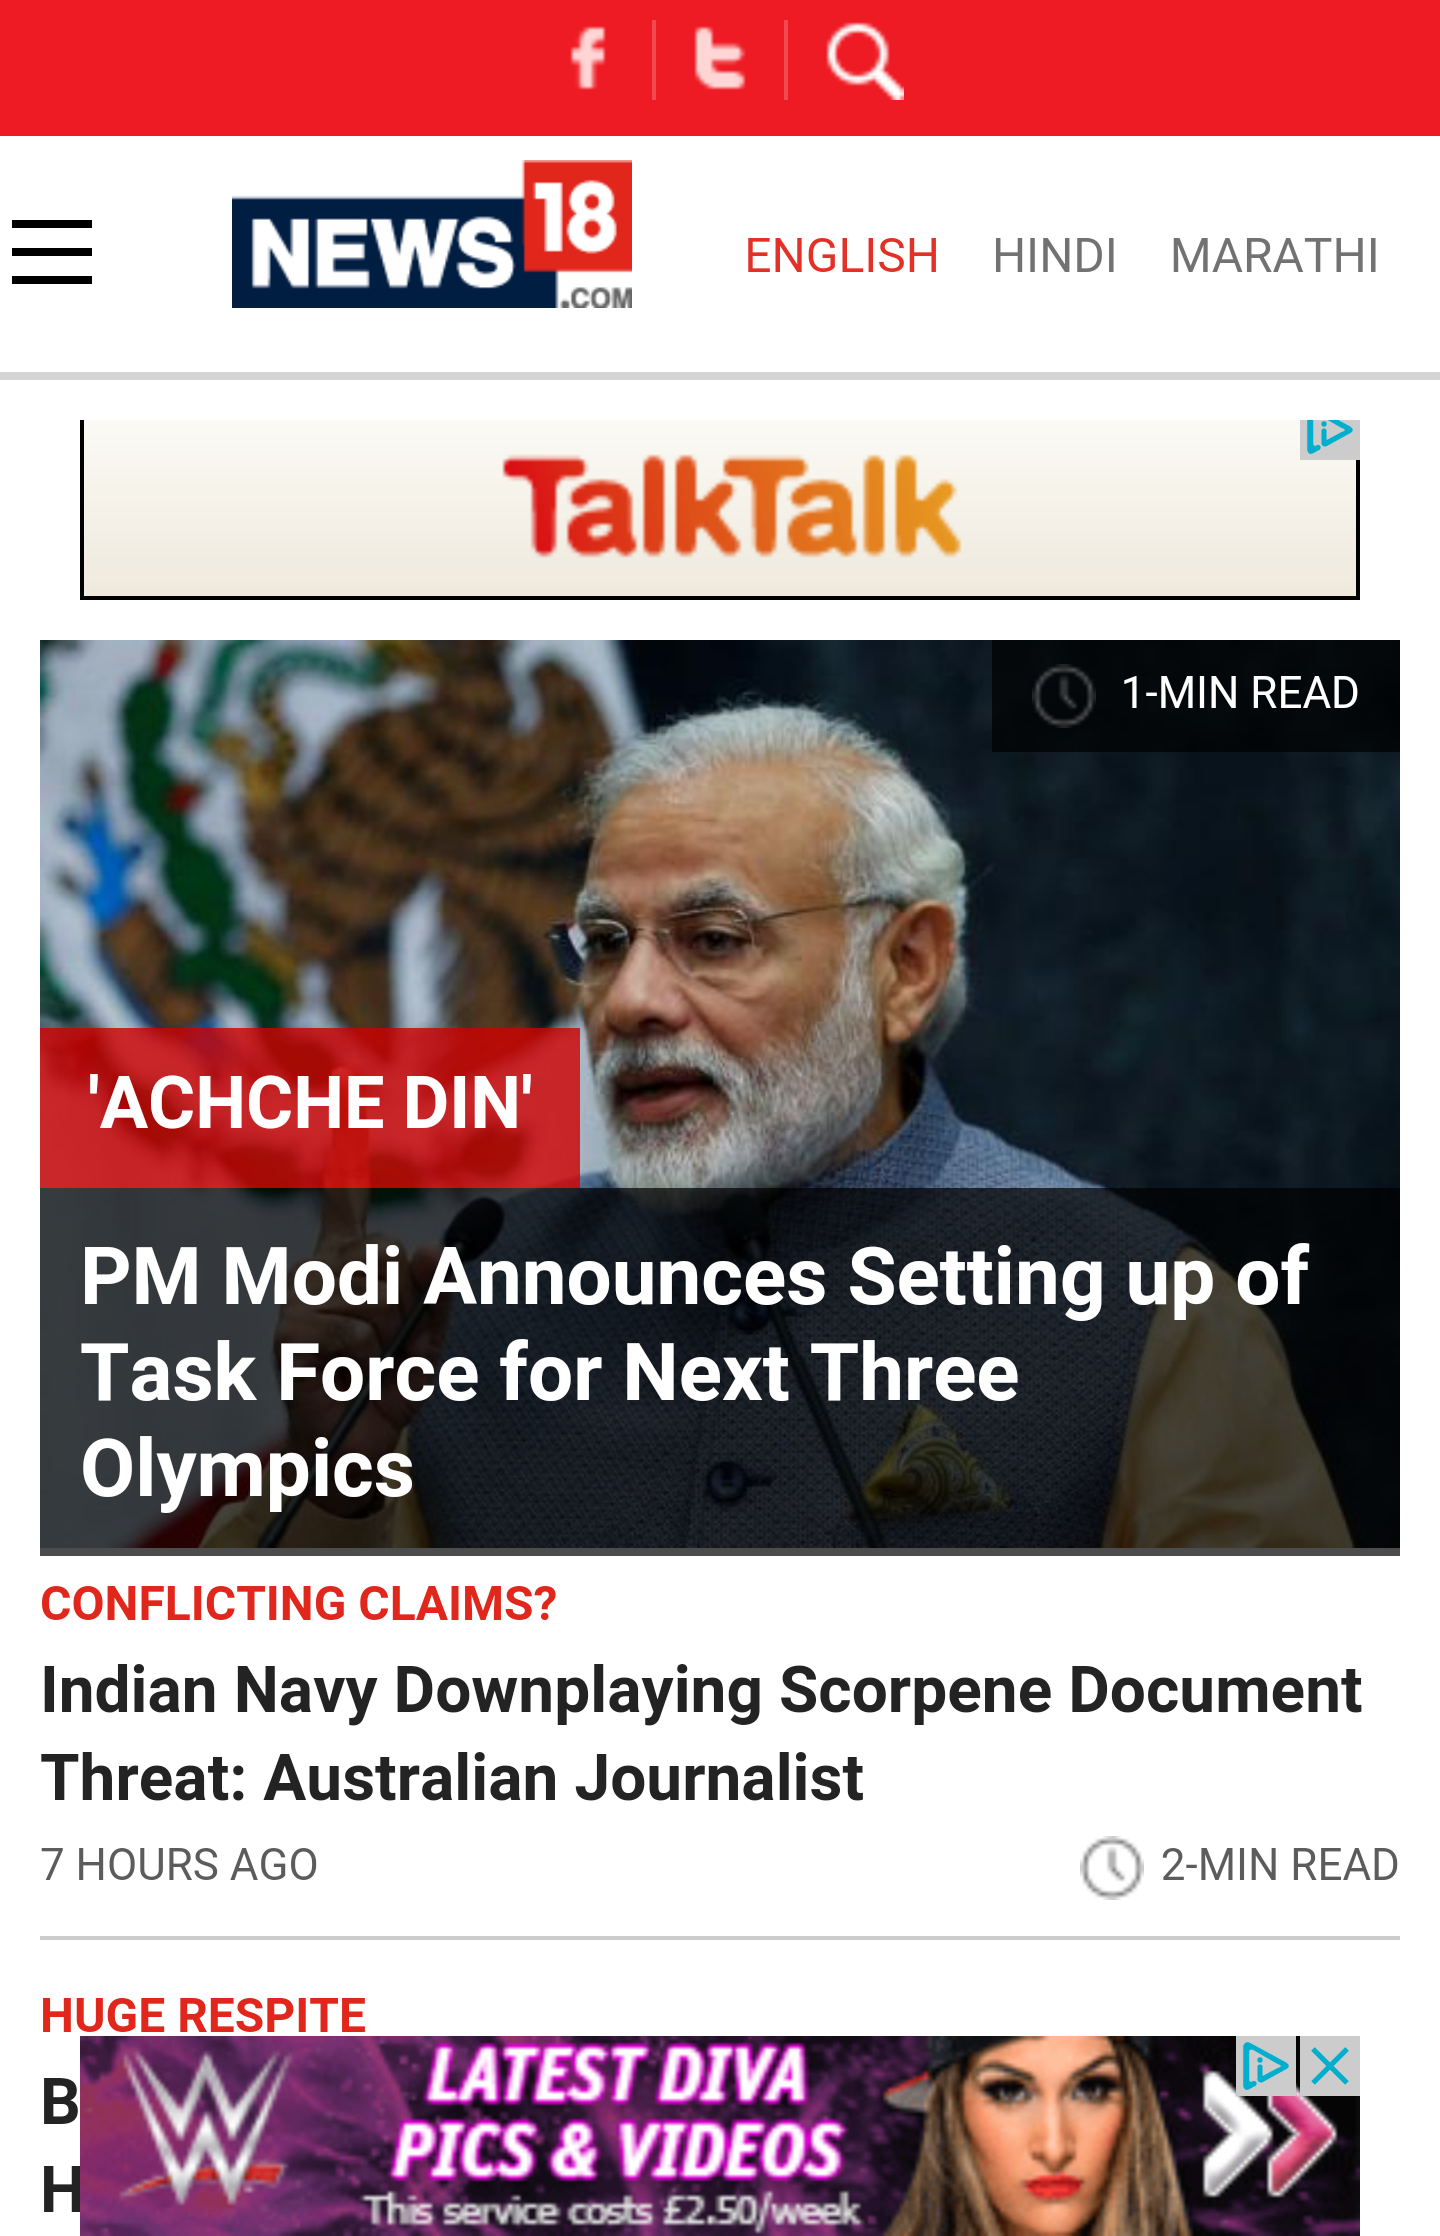 NEWS 18
.COM
ENGLISH HINDI MARATHI
TalkTalk
1-MIN READ
'ACHCHE DIN'
PM Modi Announces Setting up of
Task Force for Next Three
Olympics
CONFLICTING CLAIMS?
Indian Navy Downplaying Scorpene Document
Threat: Australian Journalist
7 HOURS AGO 2-MIN READ
HUGE RESPITE
B
H
W
LATEST DIVA
PICS & VIDEOS
This service costs £2.50/week